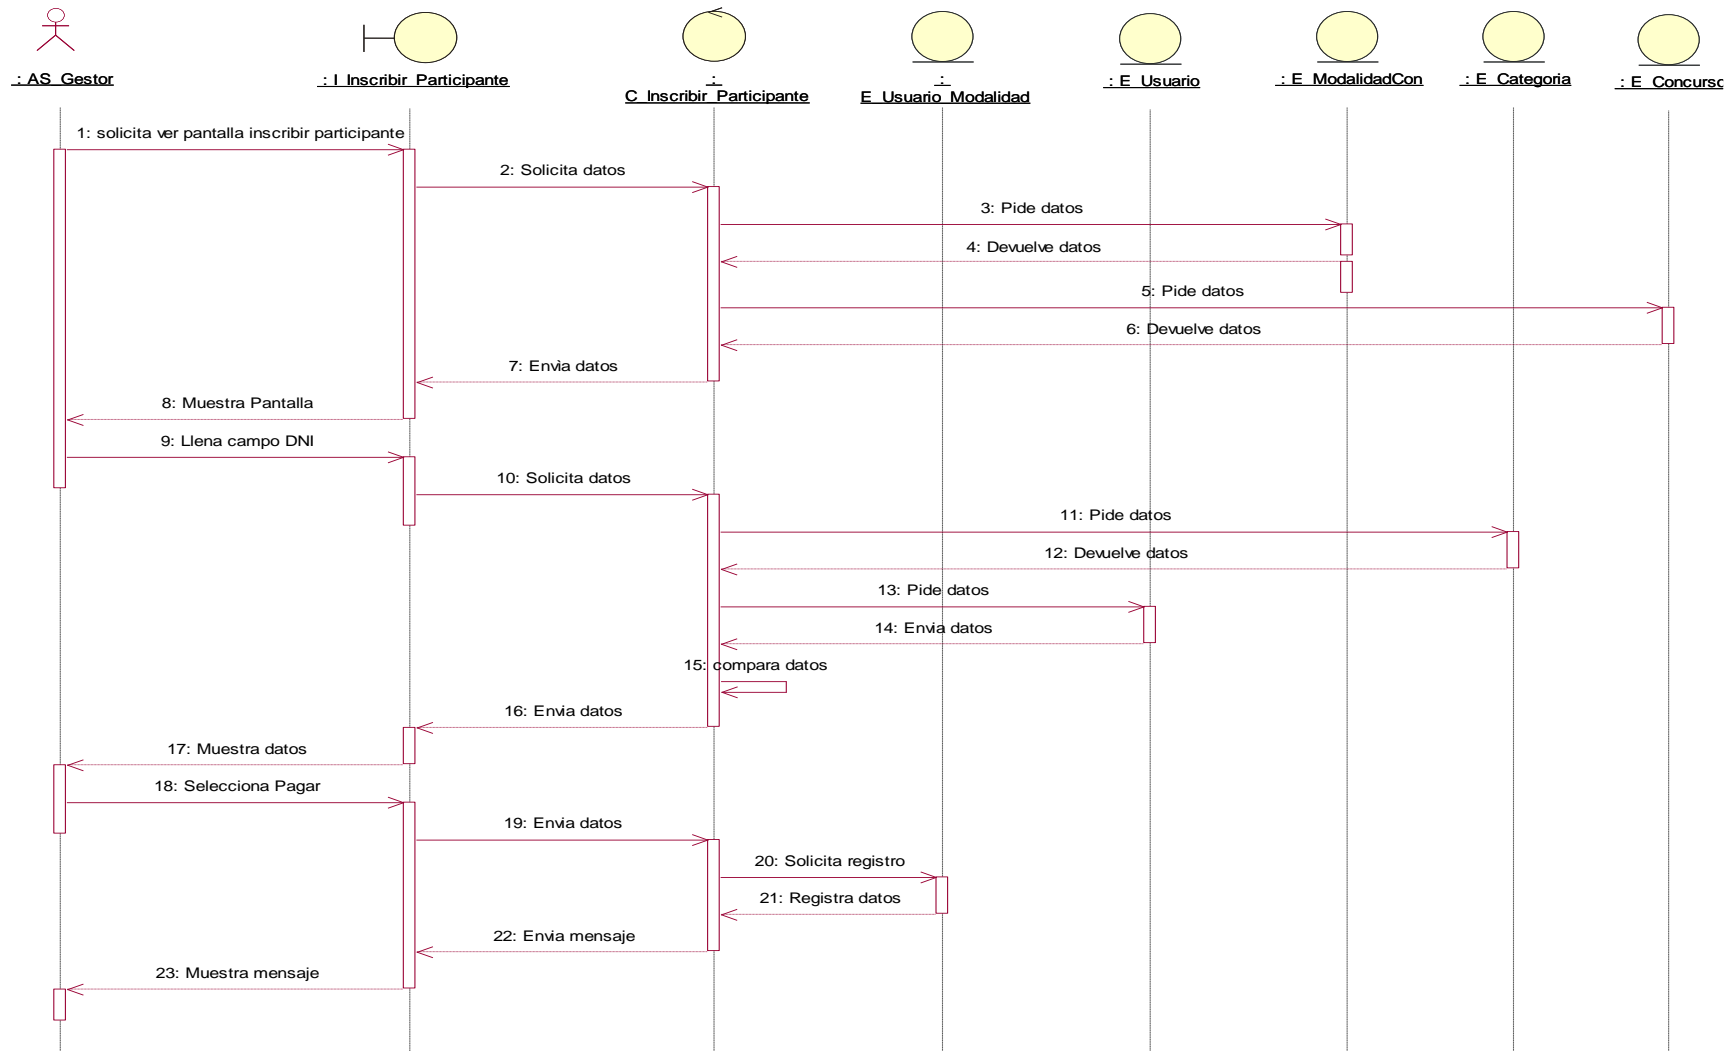 : AS_Gestor
: I_Inscribir_Participante
:
C_Inscribir_Participante
:
E_Usuario_Modalidad
: E_Usuario
: E_ModalidadCon
: E_Categoria
: E_Concurso
1: solicita ver pantalla inscribir participante
2: Solicita datos
3: Pide datos
4: Devuelve datos
5: Pide datos
6: Devuelve datos
7: Envìa datos
8: Muestra Pantalla
9: Llena campo DNI
10: Solicita datos
11: Pide datos
12: Devuelve datos
13: Pide datos
14: Envia datos
15: compara datos
16: Envia datos
17: Muestra datos
18: Selecciona Pagar
19: Envia datos
20: Solicita registro
21: Registra datos
22: Envia mensaje
23: Muestra mensaje